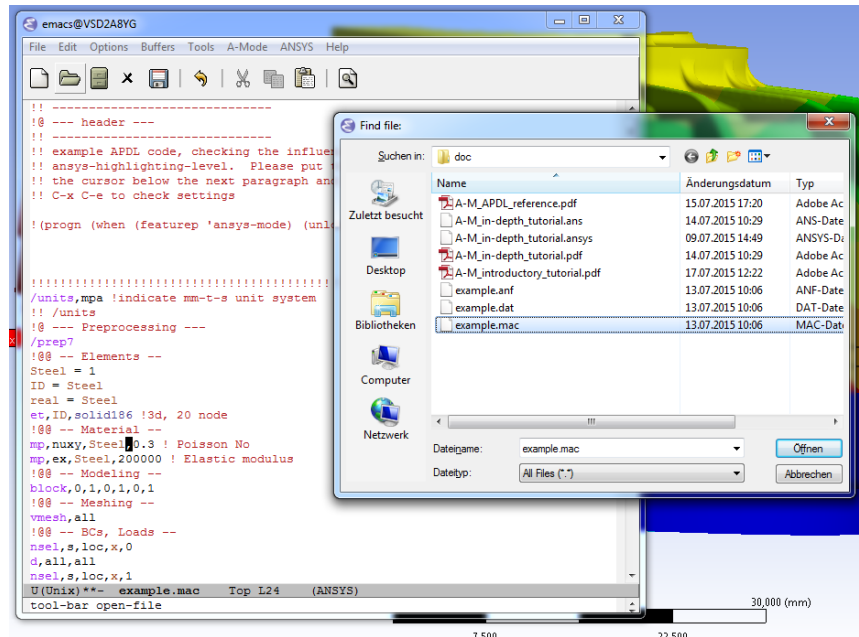 emacs@VSD2A8YG
File Edit Options Buffers Tools A-Mode ANSYS Help
!! ------------------------------
!@ --- header ---
!! ------------------------------
!! example APDL code, checking the
!! ansys-highlighting-level. Please put
!! the cursor below the next paragraph
!! C-x C-e to check settings
!(progn (when (featurep 'ansys-mode)
/units,mpa !indicate mm-t-s unit system
!! /units
!@ --- Preprocessing ---
/prep7
!@@ -- Elements --
Steel = 1
ID = Steel
real = Steel
et,ID,solid186 !3d, 20 node
!@@ -- Material --
mp,nuxy,Steel,0.3 ! Poisson No
mp,ex,Steel,200000 ! Elastic modulus
!@@ -- Modeling --
block,0,1,0,1,0,1
!@@ -- Meshing --
vmesh,all
!@@ -- BCs, Loads --
nsel,s,loc,x,0
d,all,all
nsel,s,loc,x,1
U(Unix)**- example.mac Top L24 (ANSYS)
tool-bar open-file
Find file:
Suchen in: doc
Zuletzt besucht
Desktop
Bibliotheken
Computer
Netzwerk
Name Änderungsdatum Typ
A-M_APDL_reference.pdf 15.07.2015 17:20 Adobe Ac
A-M_in-depth_tutorial.ans 14.07.2015 10:29 ANS-Date
A-M_in-depth_tutorial.ansys 09.07.2015 14:49 ANSYS-Da
A-M_in-depth_tutorial.pdf 14.07.2015 10:29 Adobe Ac
A-M_introductory_tutorial.pdf 17.07.2015 12:22 Adobe Ac
example.anf 13.07.2015 10:06 ANF-Date
example.dat 13.07.2015 10:06 DAT-Date
example.mac 13.07.2015 10:06 MAC-Dat
Dateiname: example.mac Öffnen
Dateityp: All Files (*.*) Abbrechen
30,000 (mm)
7,500 22,500